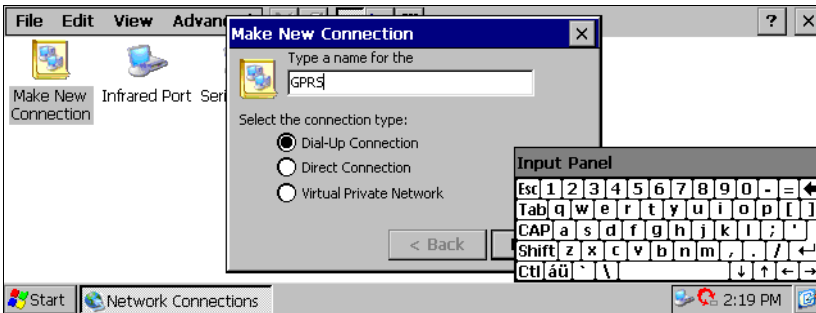 File Edit View Advan
Make New Connection
?
Type a name for the
GPRS
Make New Connection
Infrared Port
Seri
Select the connection type:
Dial-Up Connection
Direct Connection
Virtual Private Network
< Back
Input Panel
Esc 1 2 3 4 5 6 7 8 9 0 - =
Tab q w e r t y u i o p [ ]
CAP a s d f g h j k l ; '
Shift z x c v b n m , . /
Ctl áü ` \
Start
Network Connections
2:19 PM